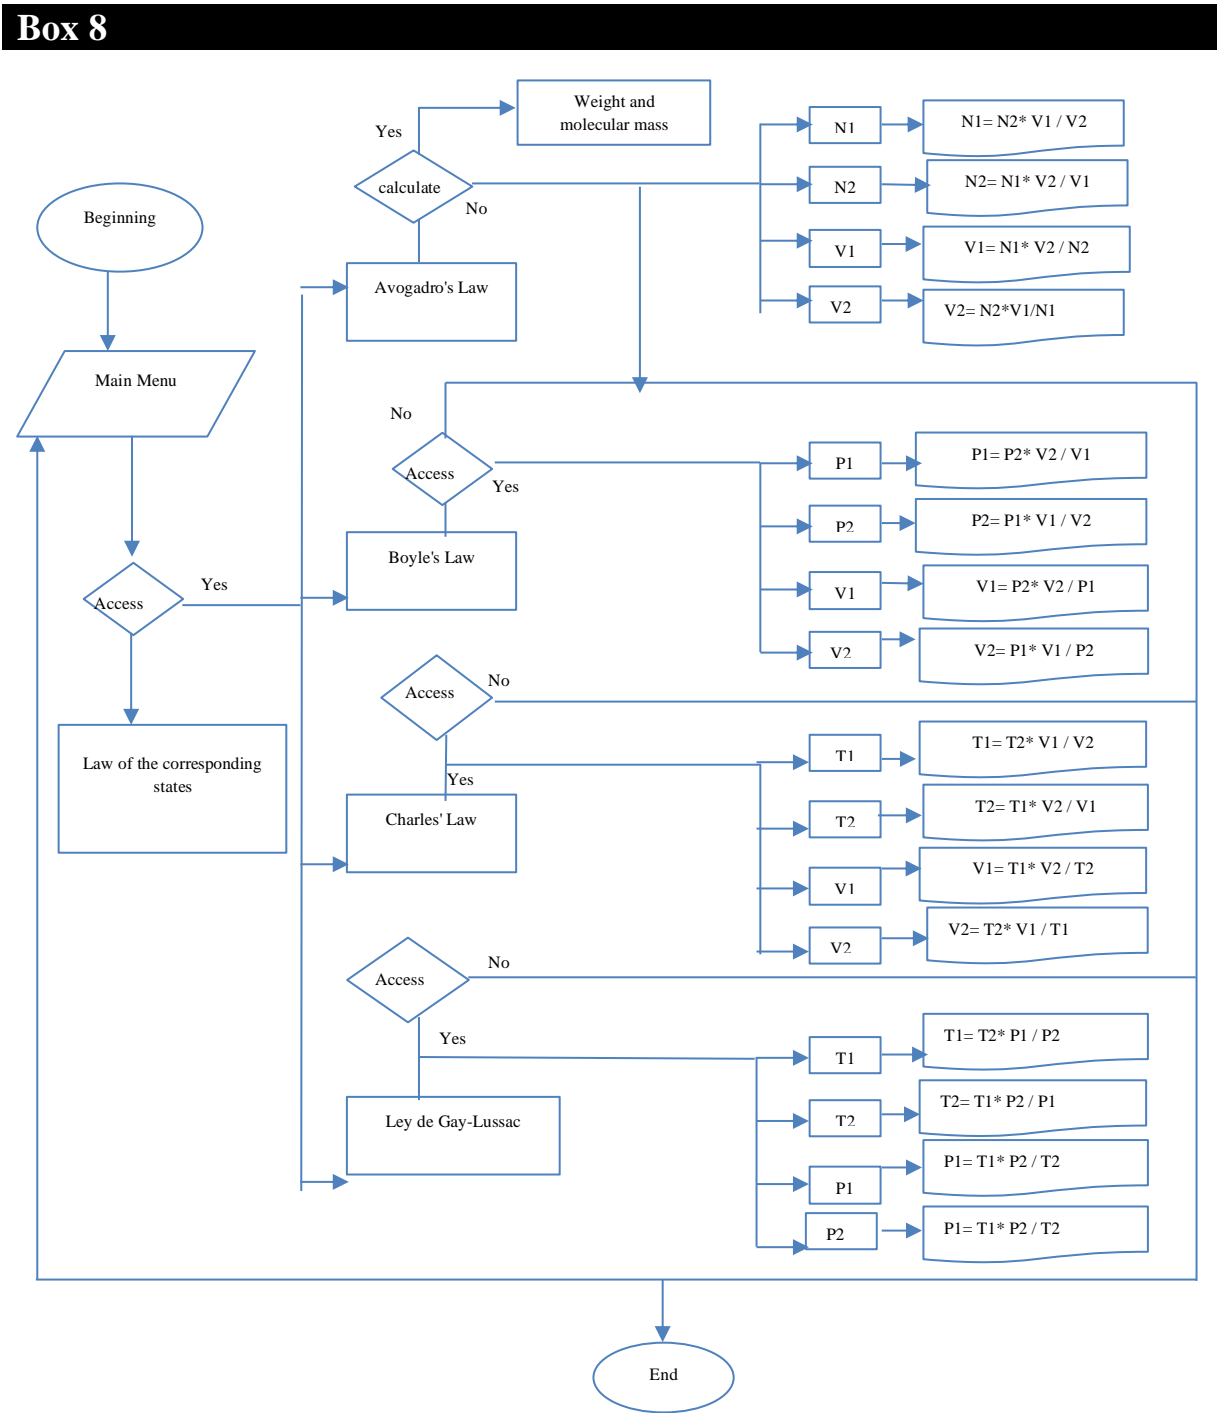 Box 8
Beginning
Main Menu
Access
Yes
Law of the corresponding
states
Yes
Weight and
molecular mass
calculate
No
Avogadro's Law
N1
N1= N2* V1 / V2
N2
N2= N1* V2 / V1
V1
V1= N1* V2 / N2
V2
V2= N2*V1/N1
No
Access
Yes
Boyle's Law
P1
P1= P2* V2 / V1
P2
P2= P1* V1 / V2
V1
V1= P2* V2 / P1
V2
V2= P1* V1 / P2
Access
No
Yes
Charles' Law
T1
T1= T2* V1 / V2
T2
T2= T1* V2 / V1
V1
V1= T1* V2 / T2
V2
V2= T2* V1 / T1
Access
No
Yes
Ley de Gay-Lussac
T1
T1= T2* P1 / P2
T2
T2= T1* P2 / P1
P1
P1= T1* P2 / T2
P2
P1= T1* P2 / T2
End